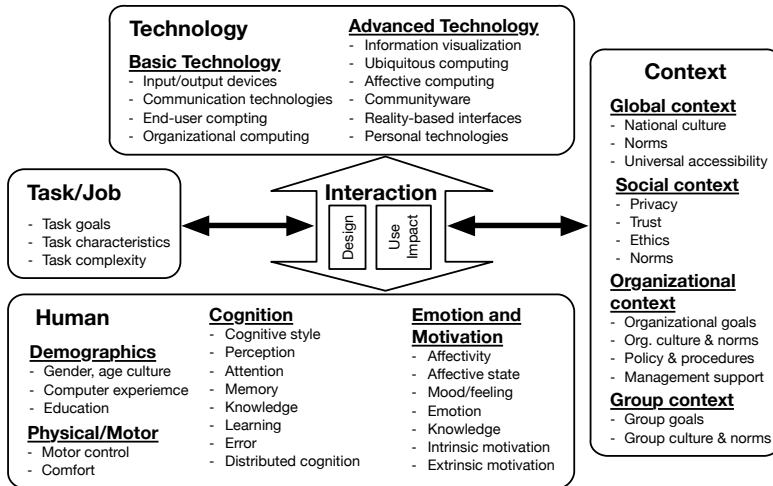 Technology
Basic Technology
- Input/output devices
- Communication technologies
- End-user compting
- Organizational computing
Advanced Technology
- Information visualization
- Ubiquitous computing
- Affective computing
- Communityware
- Reality-based interfaces
- Personal technologies
Task/Job
- Task goals
- Task characteristics
- Task complexity
Interaction
Design
Use
Impact
Context
Global context
- National culture
- Norms
- Universal accessibility
Social context
- Privacy
- Trust
- Ethics
- Norms
Organizational
context
- Organizational goals
- Org. culture & norms
- Policy & procedures
- Management support
Group context
- Group goals
- Group culture & norms
Human
Demographics
- Gender, age culture
- Computer experiemce
- Education
Physical/Motor
- Motor control
- Comfort
Cognition
- Cognitive style
- Perception
- Attention
- Memory
- Knowledge
- Learning
- Error
- Distributed cognition
Emotion and
Motivation
- Affectivity
- Affective state
- Mood/feeling
- Emotion
- Knowledge
- Intrinsic motivation
- Extrinsic motivation